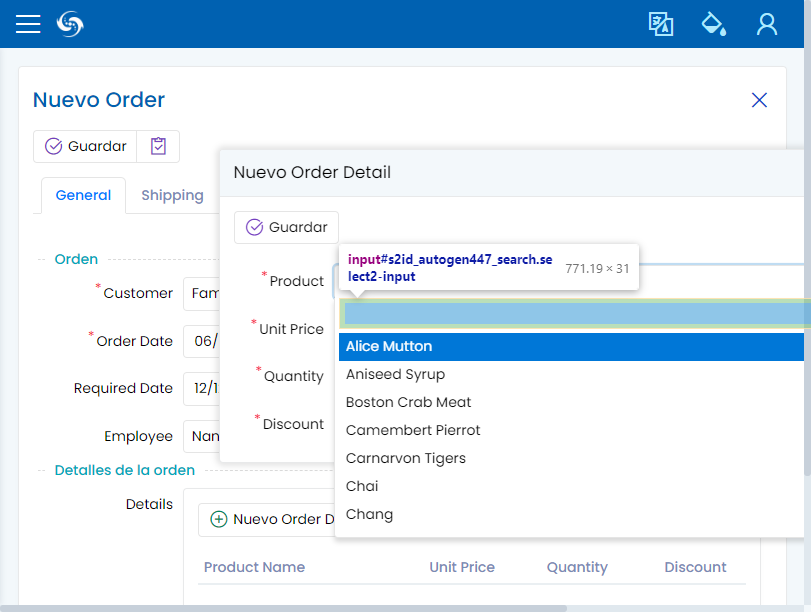 Nuevo Order
Guardar
General
Shipping
Orden
*Customer
Fam
*Order Date
06/
Required Date
12/1
Employee
Nan
Detalles de la orden
Details
Nuevo Order D
Product Name
Unit Price
Quantity
Discount
Nuevo Order Detail
Guardar
*Product
*Unit Price
*Quantity
*Discount
input#s2id_autogen447_search.se
lect2-input
771.19 × 31
Alice Mutton
Aniseed Syrup
Boston Crab Meat
Camembert Pierrot
Carnarvon Tigers
Chai
Chang